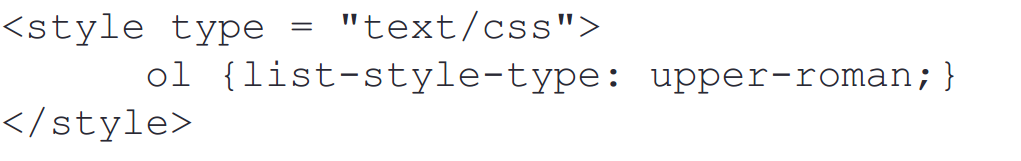 <style type = "text/css">
ol {list-style-type: upper-roman;}
</style>